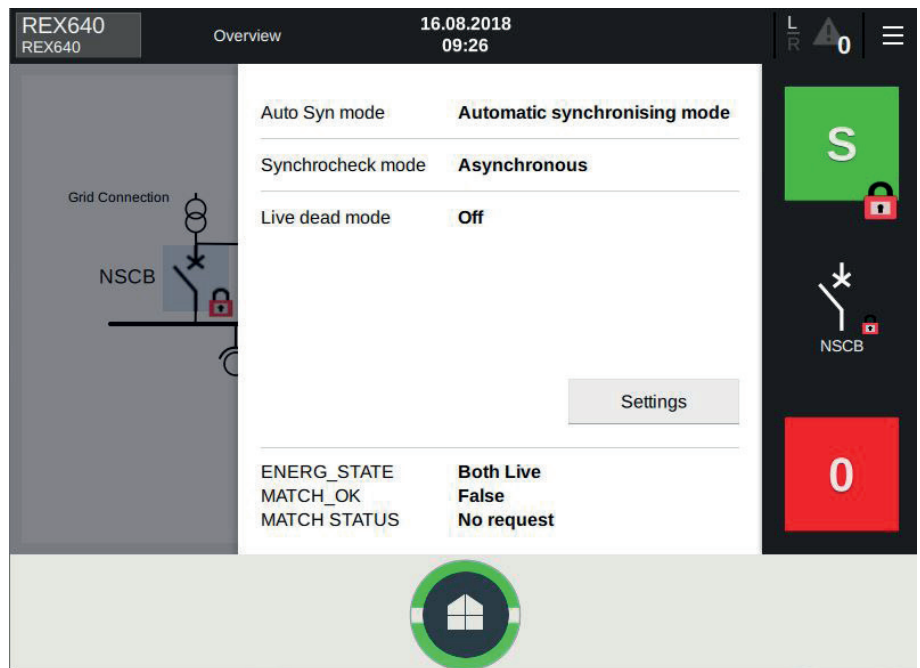 REX640
REX640
Overview
16.08.2018
09:26
L
R
0
Auto Syn mode Automatic synchronising mode
Synchrocheck mode Asynchronous
Live dead mode Off
Grid Connection
NSCB
Settings
ENERG_STATE Both Live
MATCH_OK False
MATCH STATUS No request
S
NSCB
0